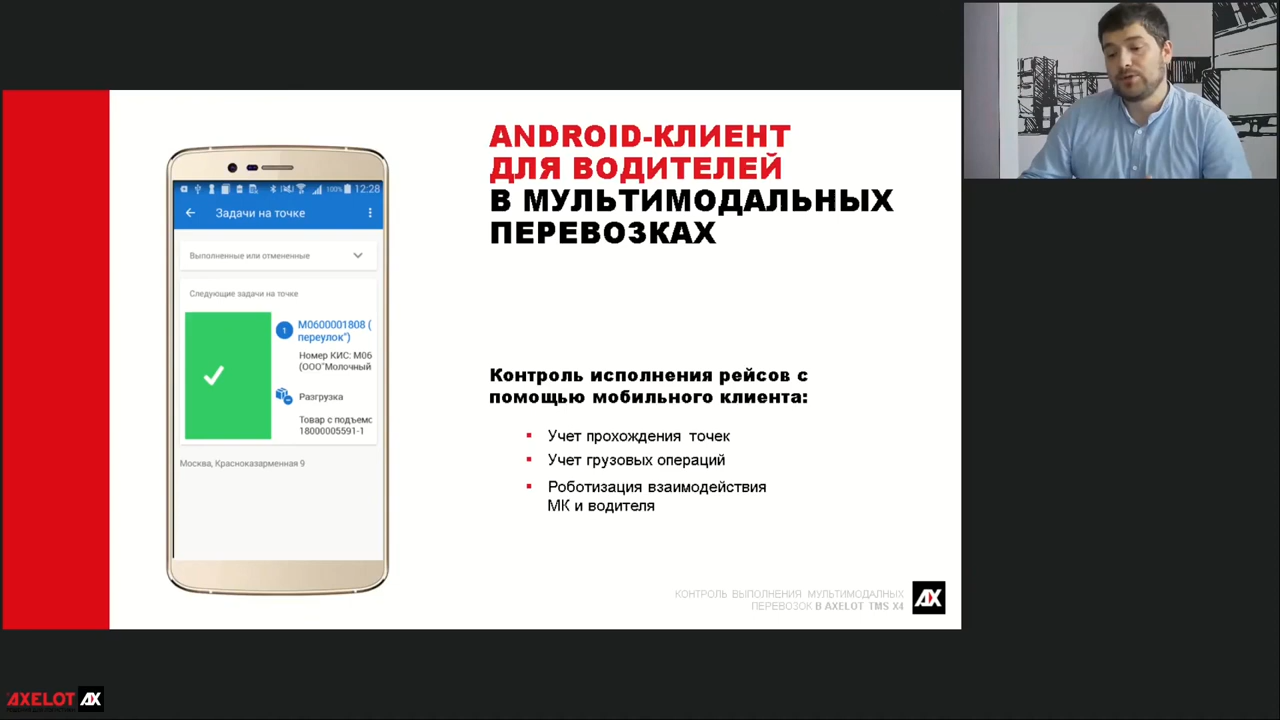 ANDROID-КЛИЕНТ
ДЛЯ ВОДИТЕЛЕЙ
В МУЛЬТИМОДАЛЬНЫХ
ПЕРЕВОЗКАХ
100% 12:28
Задачи на точке
Выполненные или отмененные
Следующие задачи на точке
1 М0600001808 (
переулок")
Номер КИС: М06
(ООО"Молочный
Разгрузка
Товар с подъемс
18000005591-1
Москва, Красноказарменная 9
Контроль исполнения рейсов с
помощью мобильного клиента:
Учет прохождения точек
Учет грузовых операций
Роботизация взаимодействия
МК и водителя
КОНТРОЛЬ ВЫПОЛНЕНИЯ МУЛЬТИМОДАЛНЫХ
ПЕРЕВОЗОК В AXELOT TMS X4
AX
AXELOT AX